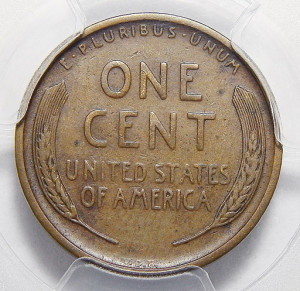 E·PLURIBUS·UNUM
ONE
CENT
UNITED STATES
OF AMERICA
V.D.B.